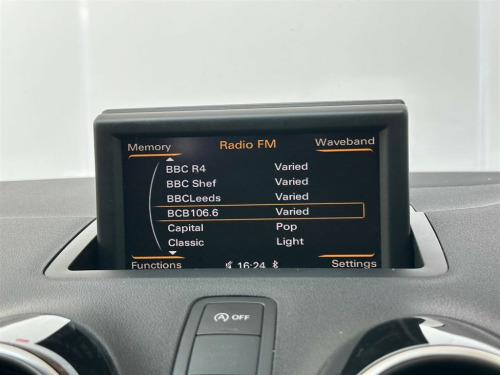 Memory Radio FM Waveband
BBC R4 Varied
BBC Shef Varied
BBCLeeds Varied
BCB106.6 Varied
Capital Pop
Classic Light
Functions 16:24 Settings
A OFF